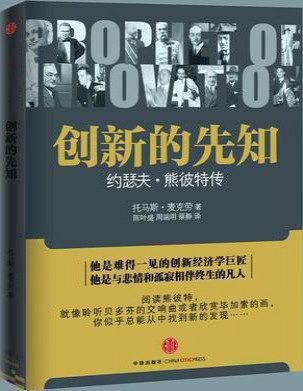 PROPHET OF
INNOVATION
创新的先知
约瑟夫·熊彼特传
托马斯·麦克劳 著
陈叶盛 周端明 蔡静 译
他是难得一见的创新经济学巨匠
他是与悲情和孤寂相伴终生的凡人
阅读熊彼特，
就像聆听贝多芬的交响曲或者欣赏毕加索的画，
你似乎总能从中找到新的发现……
中信出版社·CHINA CITIC PRESS
创新的先知